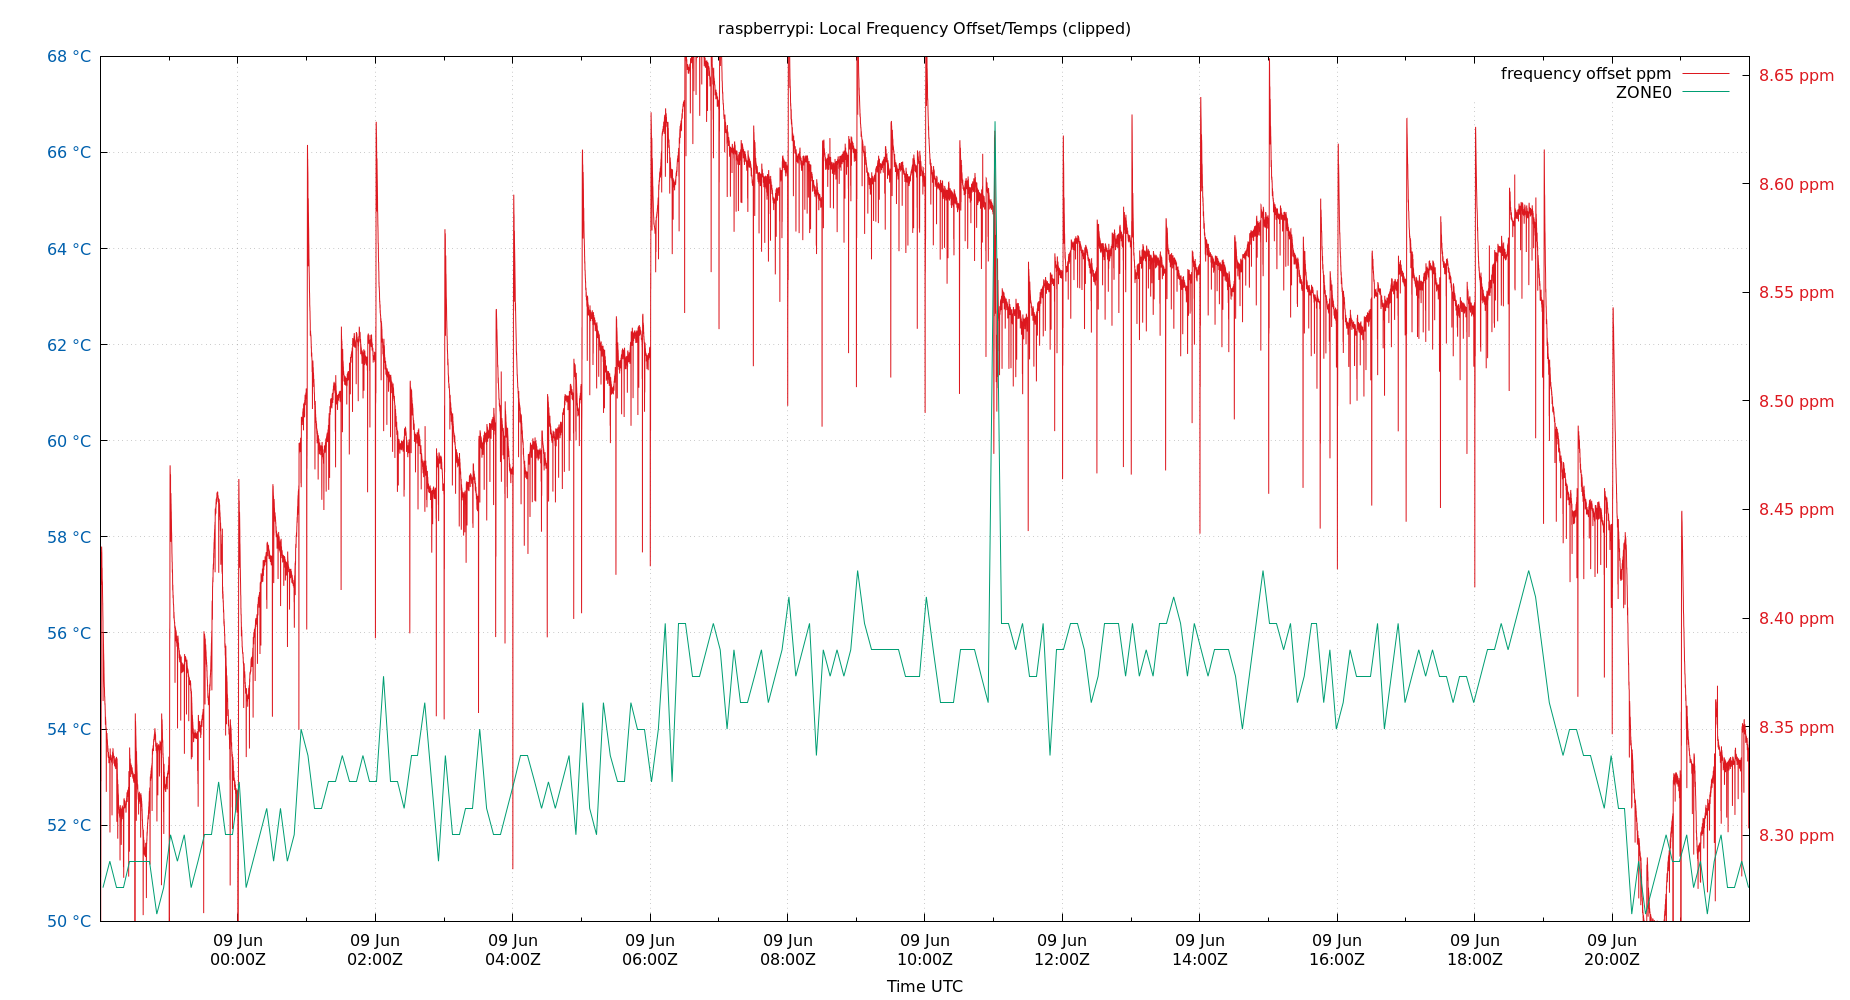 raspberrypi: Local Frequency Offset/Temps (clipped)
68 °C
66 °C
64 °C
62 °C
60 °C
58 °C
56 °C
54 °C
52 °C
50 °C
frequency offset ppm
ZONE0
8.65 ppm
8.60 ppm
8.55 ppm
8.50 ppm
8.45 ppm
8.40 ppm
8.35 ppm
8.30 ppm
09 Jun 09 Jun 09 Jun 09 Jun 09 Jun 09 Jun 09 Jun 09 Jun 09 Jun 09 Jun 09 Jun
00:00Z 02:00Z 04:00Z 06:00Z 08:00Z 10:00Z 12:00Z 14:00Z 16:00Z 18:00Z 20:00Z
Time UTC